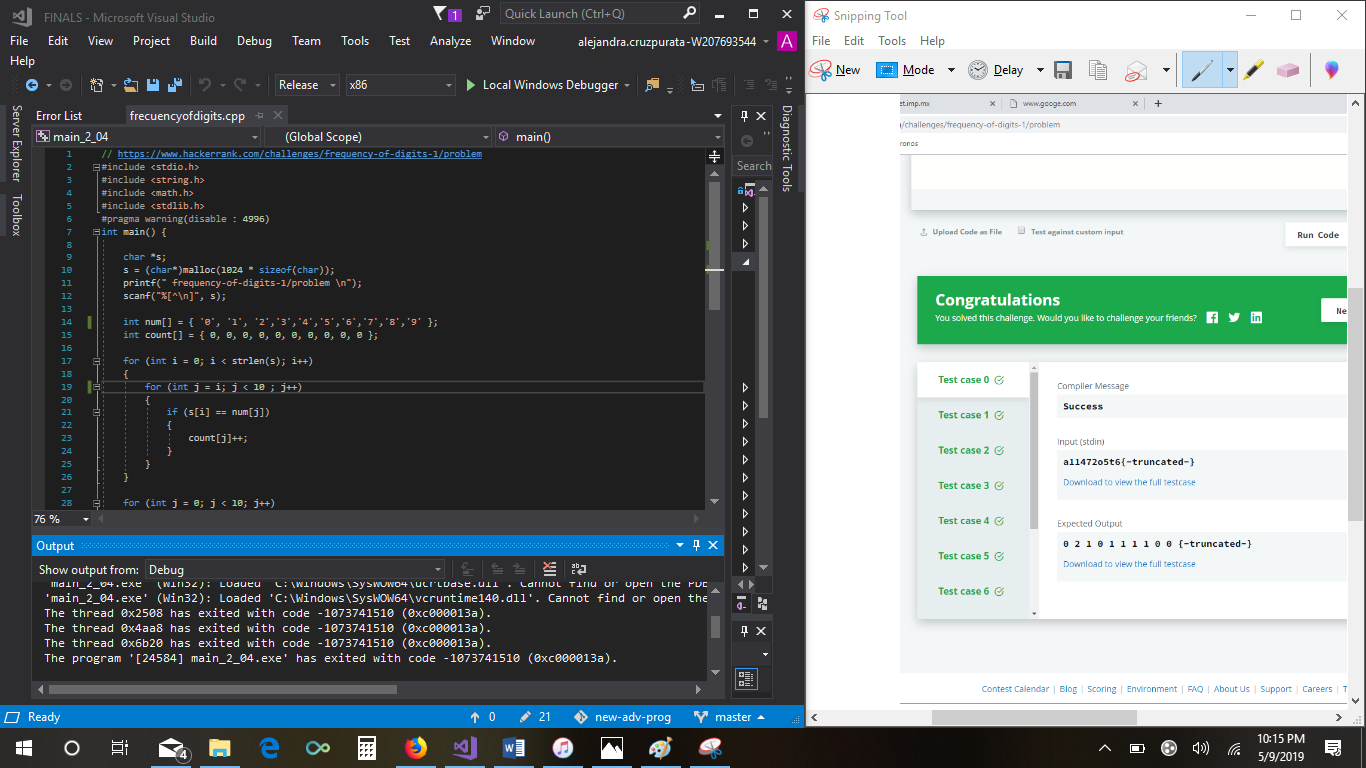 FINALS - Microsoft Visual Studio
1
Quick Launch (Ctrl+Q)
File Edit View Project Build Debug Team Tools Test Analyze Window
alejandra.cruzpurata-W207693544
A
Help
Release
x86
Local Windows Debugger
Server Explorer
Toolbox
Error List
frecuencyofdigits.cpp
main_2_04
(Global Scope)
main()
1 // https://www.hackerrank.com/challenges/frequency-of-digits-1/problem
2 #include <stdio.h>
3 #include <string.h>
4 #include <math.h>
5 #include <stdlib.h>
6 #pragma warning(disable : 4996)
7 int main() {
8
9 char *s;
10 s = (char*)malloc(1024 * sizeof(char));
11 printf(" frequency-of-digits-1/problem \n");
12 scanf("%[^\n]", s);
13
14 int num[] = { '0', '1', '2','3','4','5','6','7','8','9' };
15 int count[] = { 0, 0, 0, 0, 0, 0, 0, 0, 0, 0 };
16
17 for (int i = 0; i < strlen(s); i++)
18 {
19 for (int j = i; j < 10 ; j++)
20 {
21 if (s[i] == num[j])
22 {
23 count[j]++;
24 }
25 }
26 }
27
28 for (int j = 0; j < 10; j++)
76 %
Search
Diagnostic Tools
Output
Show output from: Debug
'main_2_04.exe' (Win32): Loaded 'C:\Windows\SysWOW64\ucrtbase.dll'. Cannot find or open the PDB
'main_2_04.exe' (Win32): Loaded 'C:\Windows\SysWOW64\vcruntime140.dll'. Cannot find or open the
The thread 0x2508 has exited with code -1073741510 (0xc000013a).
The thread 0x4aa8 has exited with code -1073741510 (0xc000013a).
The thread 0x6b20 has exited with code -1073741510 (0xc000013a).
The program '[24584] main_2_04.exe' has exited with code -1073741510 (0xc000013a).
Ready
0
21
new-adv-prog
master
Snipping Tool
File Edit Tools Help
New
Mode
Delay
et.imp.mx
www.googe.com
/challenges/frequency-of-digits-1/problem
ronos
Upload Code as File
Test against custom input
Run Code
Congratulations
You solved this challenge. Would you like to challenge your friends?
Ne
Test case 0
Test case 1
Test case 2
Test case 3
Test case 4
Test case 5
Test case 6
Compiler Message
Success
Input (stdin)
a11472o5t6{-truncated-}
Download to view the full testcase
Expected Output
0 2 1 0 1 1 1 1 0 0 {-truncated-}
Download to view the full testcase
Contest Calendar | Blog | Scoring | Environment | FAQ | About Us | Support | Careers | T
4
10:15 PM
5/9/2019